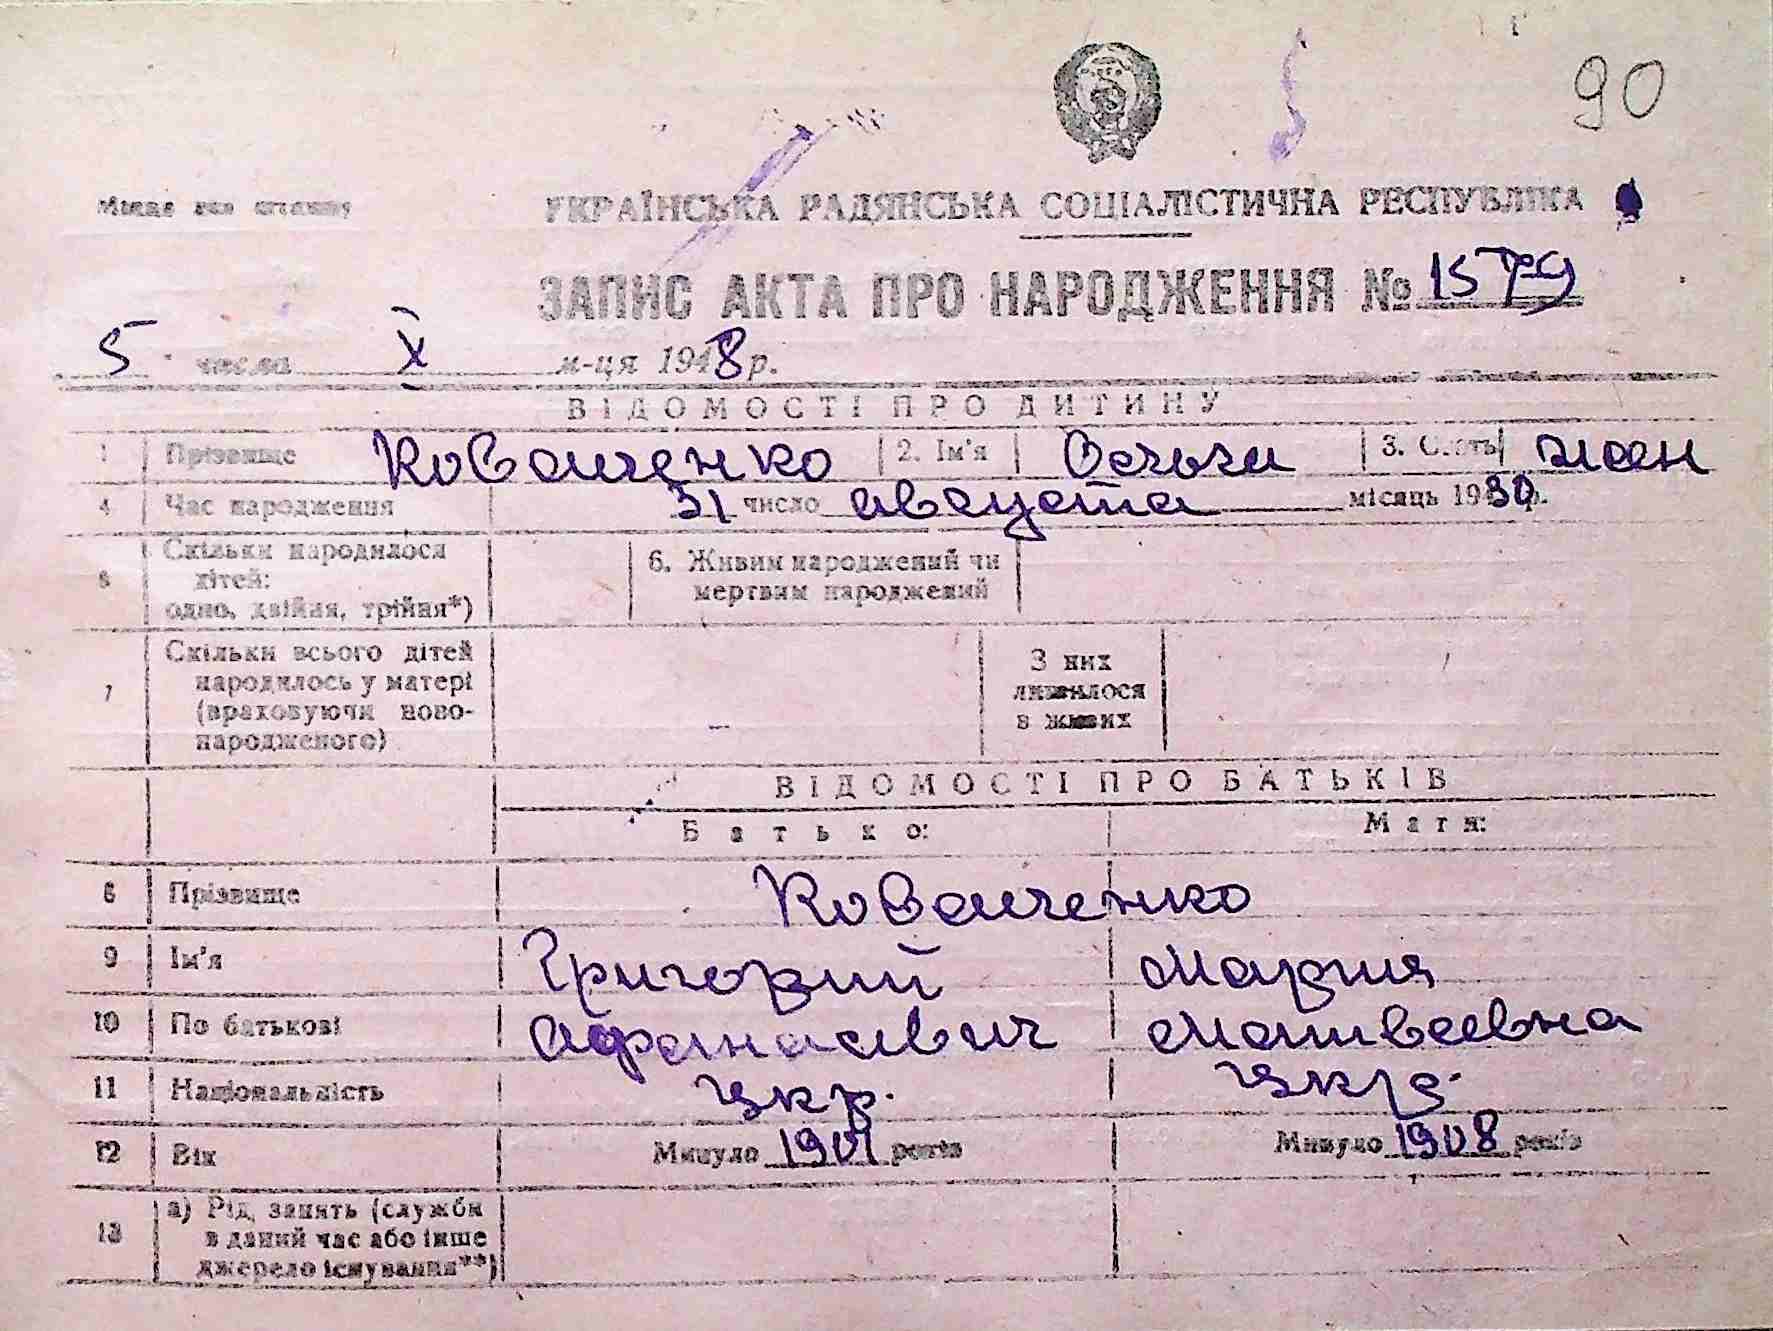 90
Місце для штампу
УКРАЇНСЬКА РАДЯНСЬКА СОЦІАЛІСТИЧНА РЕСПУБЛІКА
ЗАПИС АКТА ПРО НАРОДЖЕННЯ № 1579
5 числа X м-ця 1948 р.
ВІДОМОСТІ ПРО ДИТИНУ
1 Прізвище Коваленко 2. Ім'я Ольга 3. Стать жен
4 Час народження 31 число августа місяць 1930 р.
5 Скільки народилося дітей: одно, двійня, трійня*) 6. Живим народжений чи мертвим народжений
7 Скільки всього дітей народилось у матері (враховуючи новонародженого) З них лишилося в живих
ВІДОМОСТІ ПРО БАТЬКІВ
Батько: Мати:
8 Прізвище Коваленко
9 Ім'я Григорий Мария
10 По батькові Афанасевич Матвеевна
11 Національність укр. укр.
12 Вік Минуло 1901 років Минуло 1908 років
13 а) Рід занять (служби в даний час або інше джерело існування**)